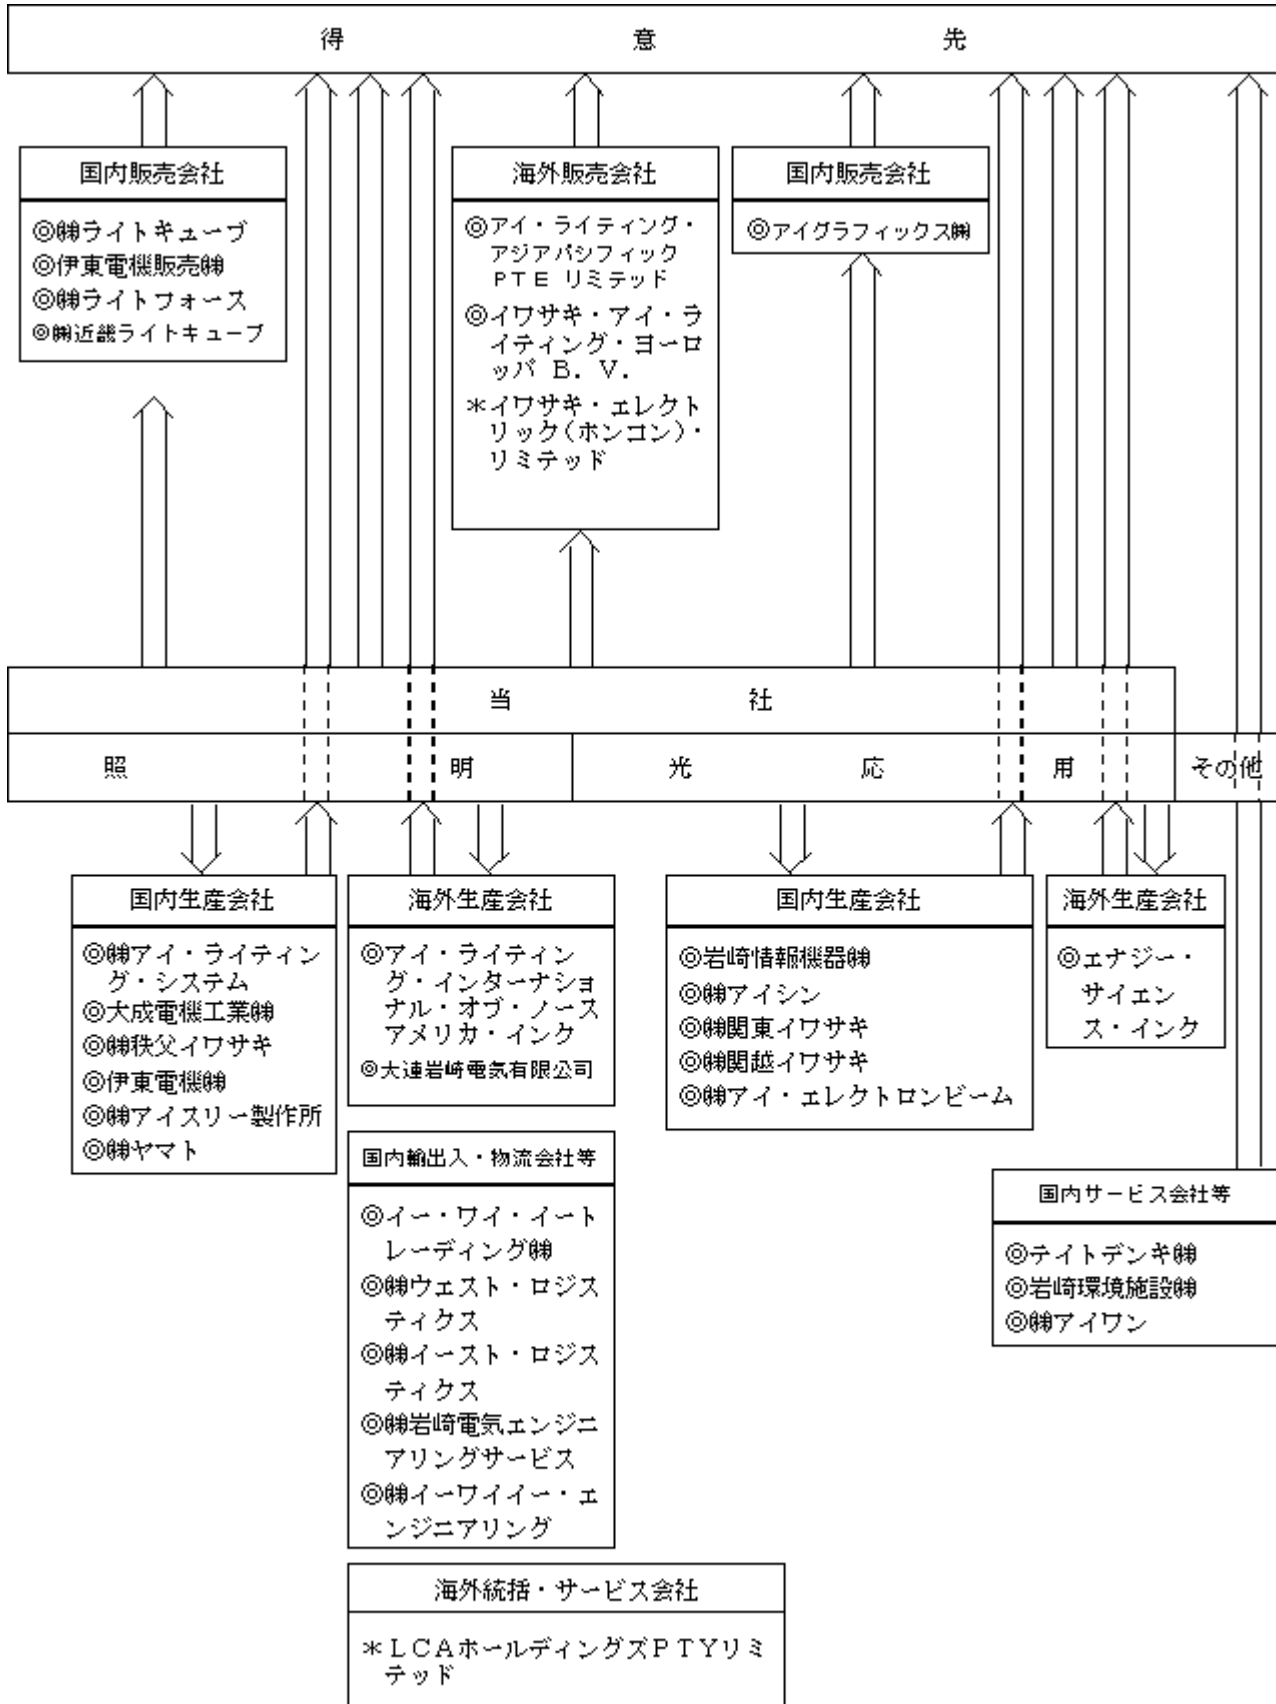 得意先
国内販売会社
◎㈱ライトキューブ
◎伊東電機販売㈱
◎㈱ライトフォース
◎㈱近畿ライトキューブ
海外販売会社
◎アイ・ライティング・
アジアパシフィック
ＰＴＥ リミテッド
◎イワサキ・アイ・ラ
イティング・ヨーロ
ッパ Ｂ．Ｖ．
＊イワサキ・エレクト
リック(ホンコン)・
リミテッド
国内販売会社
◎アイグラフィックス㈱
当社
照明
光応用
その他
国内生産会社
◎㈱アイ・ライティン
グ・システム
◎大成電機工業㈱
◎㈱秩父イワサキ
◎伊東電機㈱
◎㈱アイスリー製作所
◎㈱ヤマト
海外生産会社
◎アイ・ライティン
グ・インターナショ
ナル・オブ・ノース
アメリカ・インク
◎大連岩崎電気有限公司
国内生産会社
◎岩崎情報機器㈱
◎㈱アイシン
◎㈱関東イワサキ
◎㈱関越イワサキ
◎㈱アイ・エレクトロンビーム
海外生産会社
◎エナジー・
サイエン
ス・インク
国内輸出入・物流会社等
◎イー・ワイ・イート
レーディング㈱
◎㈱ウェスト・ロジス
ティクス
◎㈱イースト・ロジス
ティクス
◎㈱岩崎電気エンジニ
アリングサービス
◎㈱イーワイイー・エ
ンジニアリング
国内サービス会社等
◎テイトデンキ㈱
◎岩崎環境施設㈱
◎㈱アイワン
海外統括・サービス会社
＊ＬＣＡホールディングズＰＴＹリミ
テッド